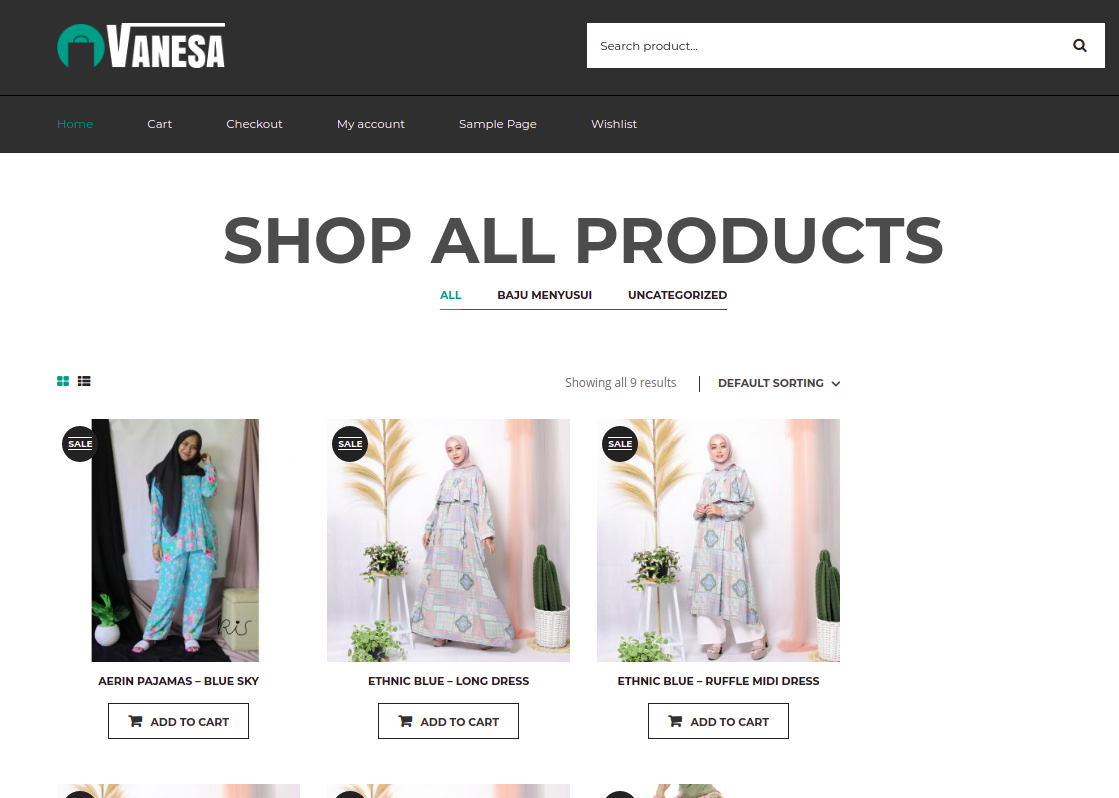 VANESA
Search product...
Home
Cart
Checkout
My account
Sample Page
Wishlist
SHOP ALL PRODUCTS
ALL
BAJU MENYUSUI
UNCATEGORIZED
Showing all 9 results
DEFAULT SORTING
SALE
SALE
SALE
AERIN PAJAMAS – BLUE SKY
ETHNIC BLUE – LONG DRESS
ETHNIC BLUE – RUFFLE MIDI DRESS
ADD TO CART
ADD TO CART
ADD TO CART